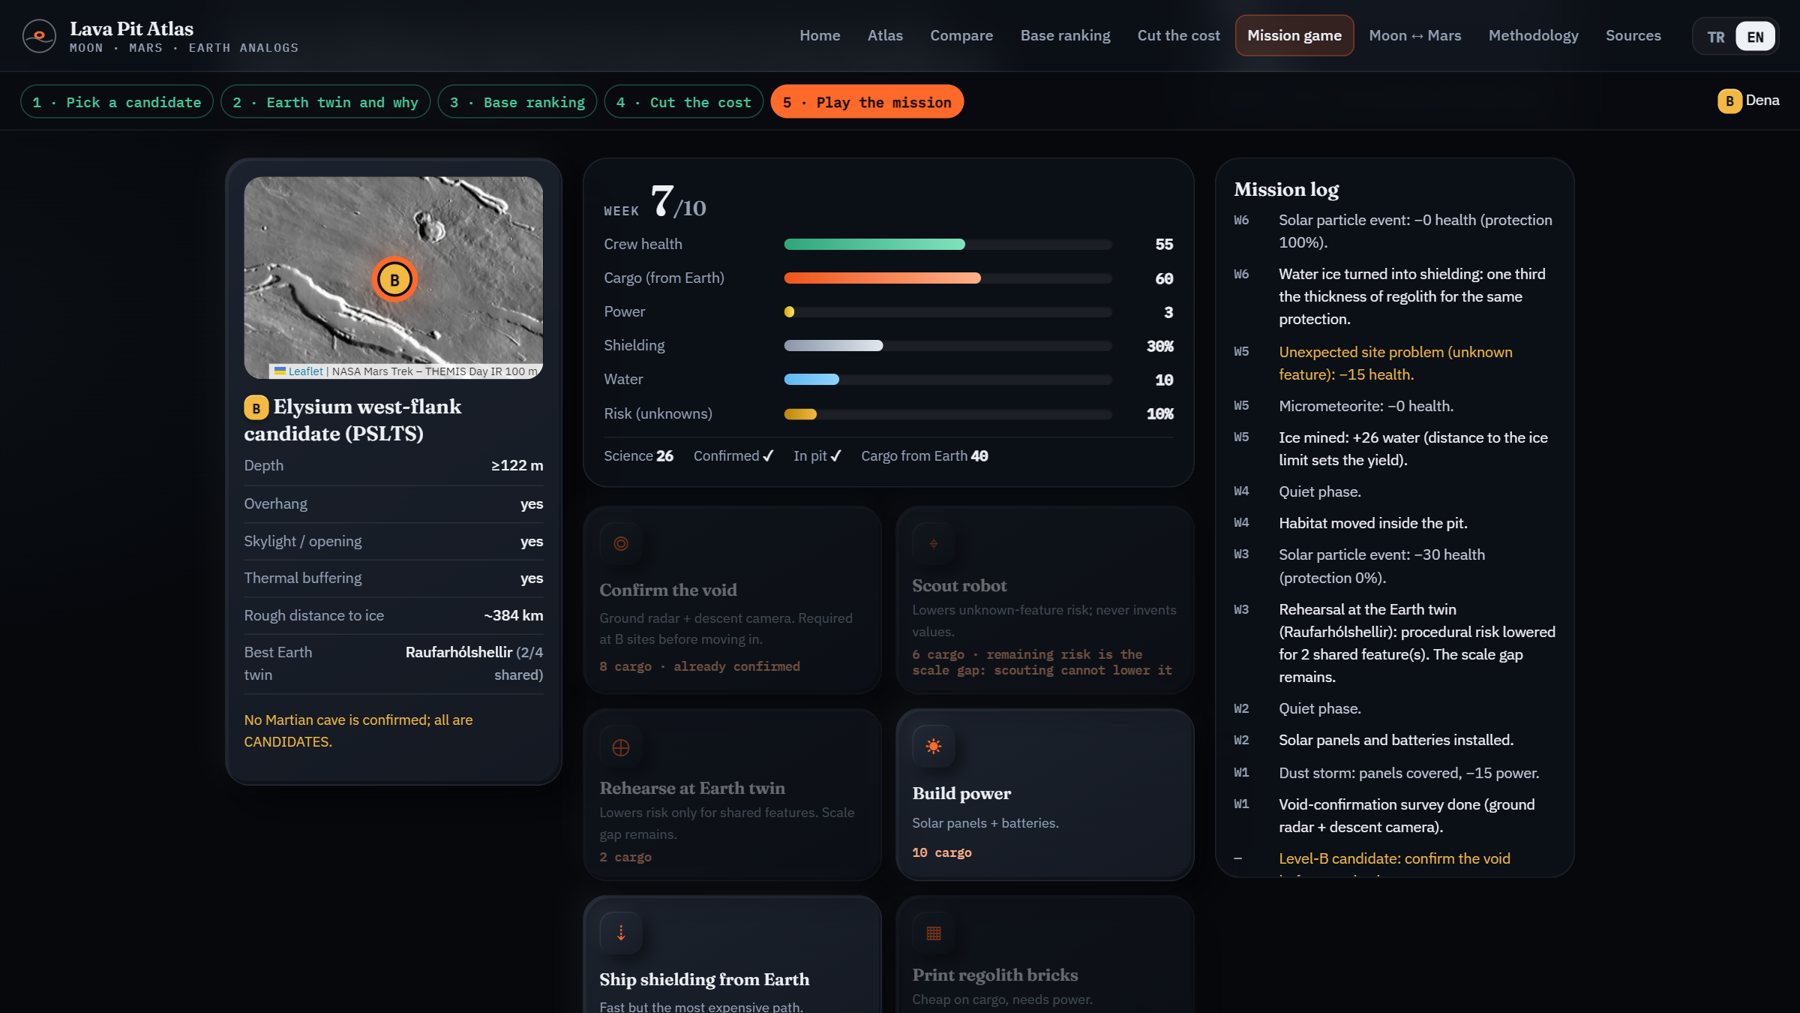 Lava Pit Atlas
MOON · MARS · EARTH ANALOGS
Home
Atlas
Compare
Base ranking
Cut the cost
Mission game
Moon ↔ Mars
Methodology
Sources
TR
EN
1 · Pick a candidate
2 · Earth twin and why
3 · Base ranking
4 · Cut the cost
5 · Play the mission
B Dena
B
Leaflet | NASA Mars Trek – THEMIS Day IR 100 m
B Elysium west-flank
candidate (PSLTS)
Depth ≥122 m
Overhang yes
Skylight / opening yes
Thermal buffering yes
Rough distance to ice ~384 km
Best Earth Raufarhólshellir (2/4
twin shared)
No Martian cave is confirmed; all are
CANDIDATES.
WEEK 7/10
Crew health 55
Cargo (from Earth) 60
Power 3
Shielding 30%
Water 10
Risk (unknowns) 10%
Science 26 Confirmed ✓ In pit ✓ Cargo from Earth 40
Confirm the void
Ground radar + descent camera. Required
at B sites before moving in.
8 cargo · already confirmed
Scout robot
Lowers unknown-feature risk; never invents
values.
6 cargo · remaining risk is the
scale gap: scouting cannot lower it
Rehearse at Earth twin
Lowers risk only for shared features. Scale
gap remains.
2 cargo
Build power
Solar panels + batteries.
10 cargo
Ship shielding from Earth
Fast but the most expensive path.
Print regolith bricks
Cheap on cargo, needs power.
Mission log
W6 Solar particle event: −0 health (protection
100%).
W6 Water ice turned into shielding: one third
the thickness of regolith for the same
protection.
W5 Unexpected site problem (unknown
feature): −15 health.
W5 Micrometeorite: −0 health.
W5 Ice mined: +26 water (distance to the ice
limit sets the yield).
W4 Quiet phase.
W4 Habitat moved inside the pit.
W3 Solar particle event: −30 health
(protection 0%).
W3 Rehearsal at the Earth twin
(Raufarhólshellir): procedural risk lowered
for 2 shared feature(s). The scale gap
remains.
W2 Quiet phase.
W2 Solar panels and batteries installed.
W1 Dust storm: panels covered, −15 power.
W1 Void-confirmation survey done (ground
radar + descent camera).
— Level-B candidate: confirm the void